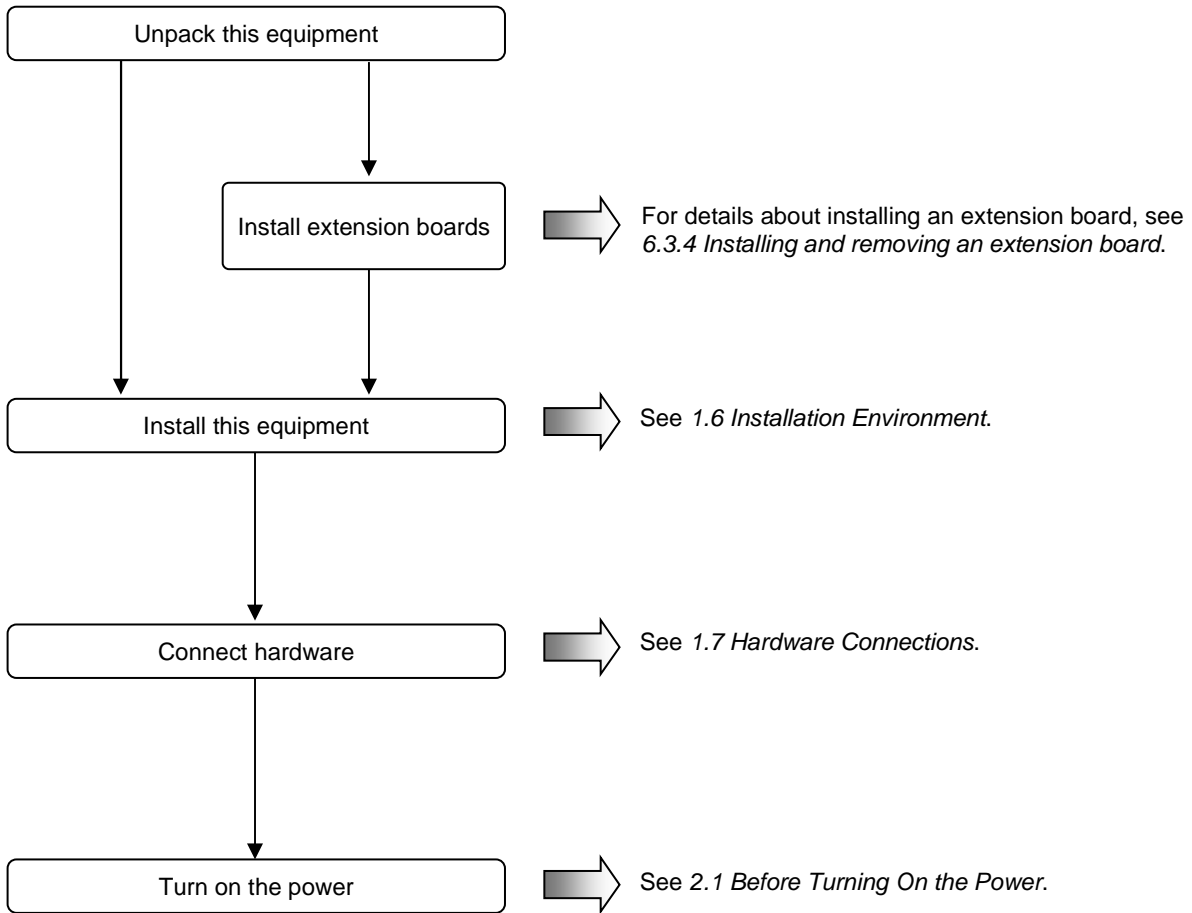 Unpack this equipment
Install extension boards
For details about installing an extension board, see
6.3.4 Installing and removing an extension board.
Install this equipment
See 1.6 Installation Environment.
Connect hardware
See 1.7 Hardware Connections.
Turn on the power
See 2.1 Before Turning On the Power.